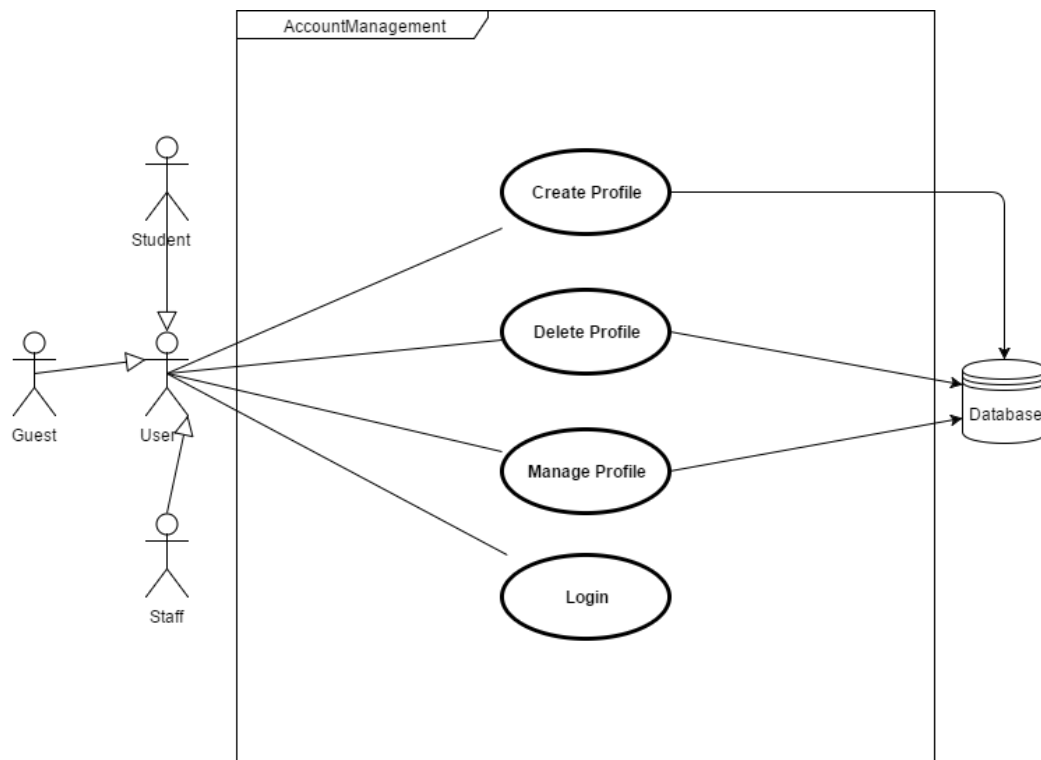 AccountManagement
Create Profile
Student
Delete Profile
Guest
User
Database
Manage Profile
Login
Staff